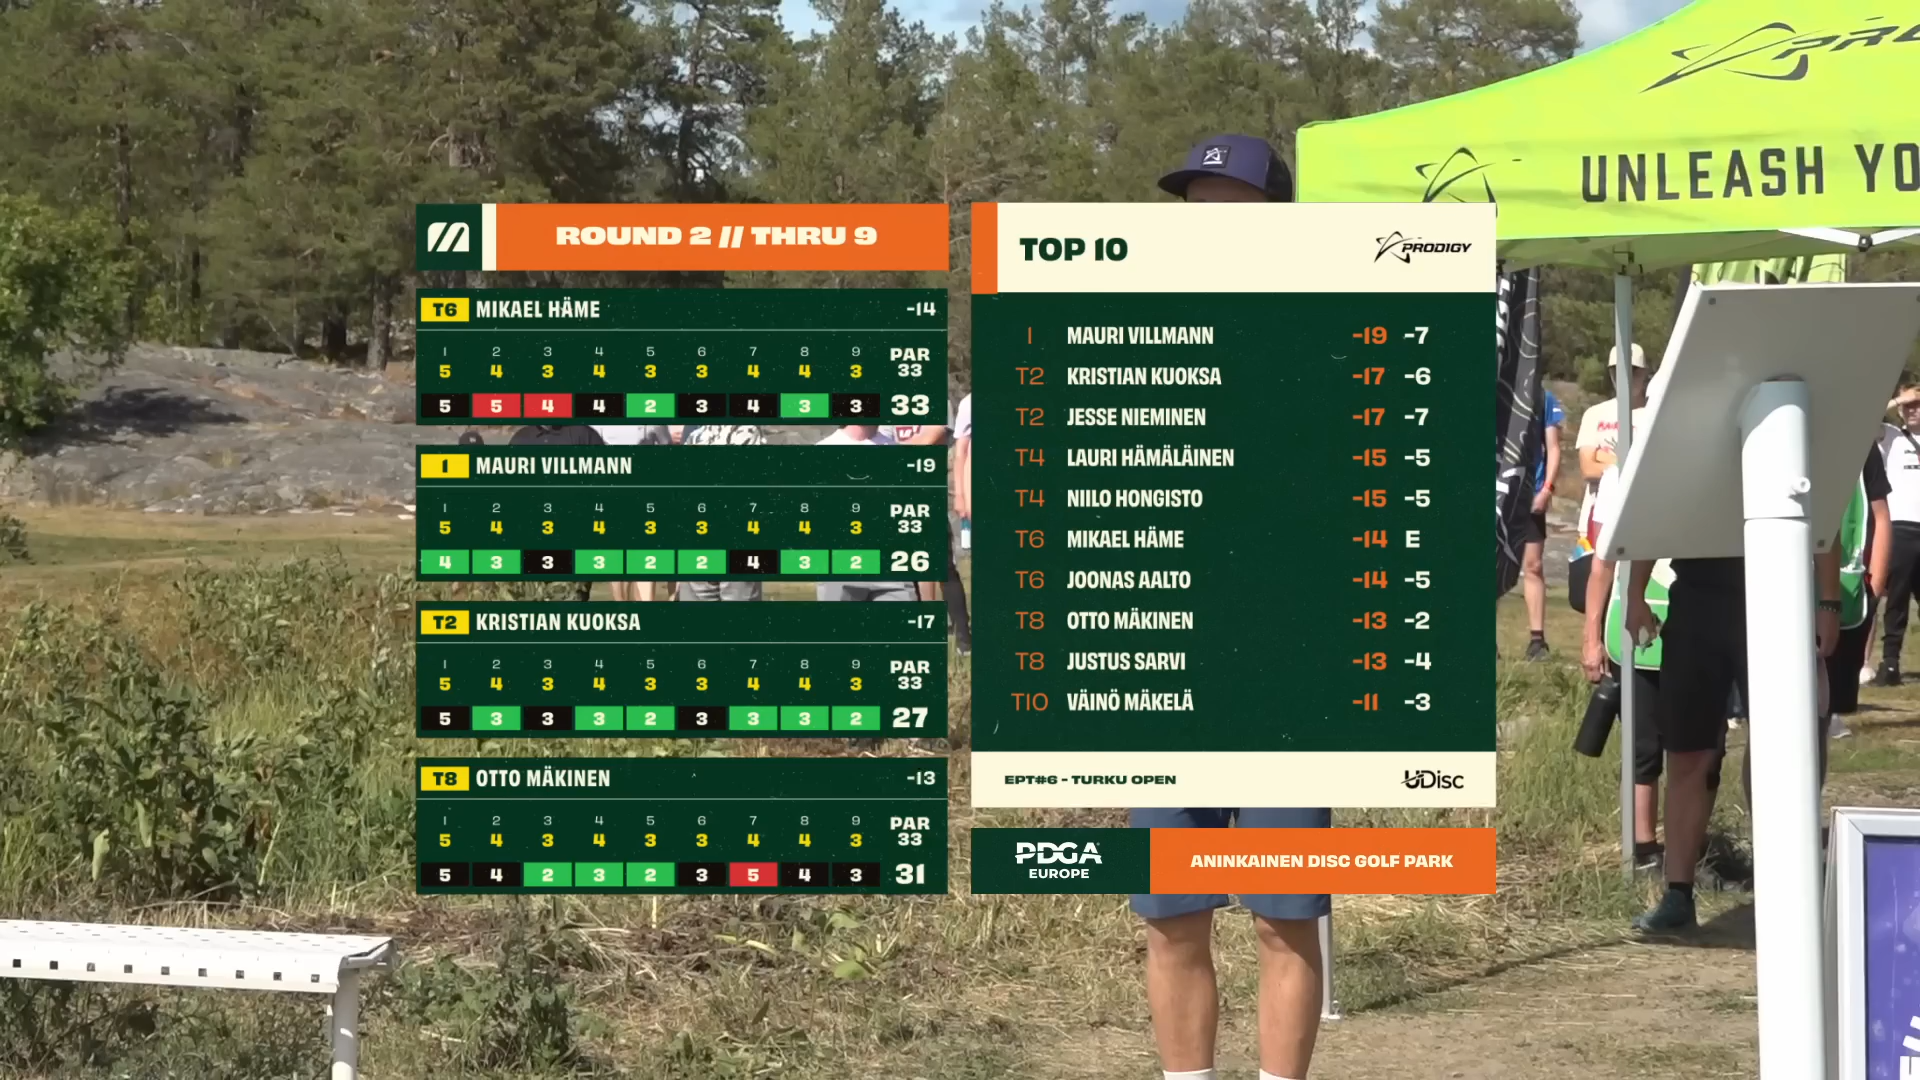 PRO
UNLEASH YO
ROUND 2 // THRU 9
T6 MIKAEL HÄME -14
1 2 3 4 5 6 7 8 9 PAR
5 4 3 4 3 3 4 4 3 33
5 5 4 4 2 3 4 3 3 33
1 MAURI VILLMANN -19
1 2 3 4 5 6 7 8 9 PAR
5 4 3 4 3 3 4 4 3 33
4 3 3 3 2 2 4 3 2 26
T2 KRISTIAN KUOKSA -17
1 2 3 4 5 6 7 8 9 PAR
5 4 3 4 3 3 4 4 3 33
5 3 3 3 2 3 3 3 2 27
T8 OTTO MÄKINEN -13
1 2 3 4 5 6 7 8 9 PAR
5 4 3 4 3 3 4 4 3 33
5 4 2 3 2 3 5 4 3 31
TOP 10 PRODIGY
1 MAURI VILLMANN -19 -7
T2 KRISTIAN KUOKSA -17 -6
T2 JESSE NIEMINEN -17 -7
T4 LAURI HÄMÄLÄINEN -15 -5
T4 NIILO HONGISTO -15 -5
T6 MIKAEL HÄME -14 E
T6 JOONAS AALTO -14 -5
T8 OTTO MÄKINEN -13 -2
T8 JUSTUS SARVI -13 -4
T10 VÄINÖ MÄKELÄ -11 -3
EPT#6 - TURKU OPEN UDisc
PDGA
EUROPE
ANINKAINEN DISC GOLF PARK